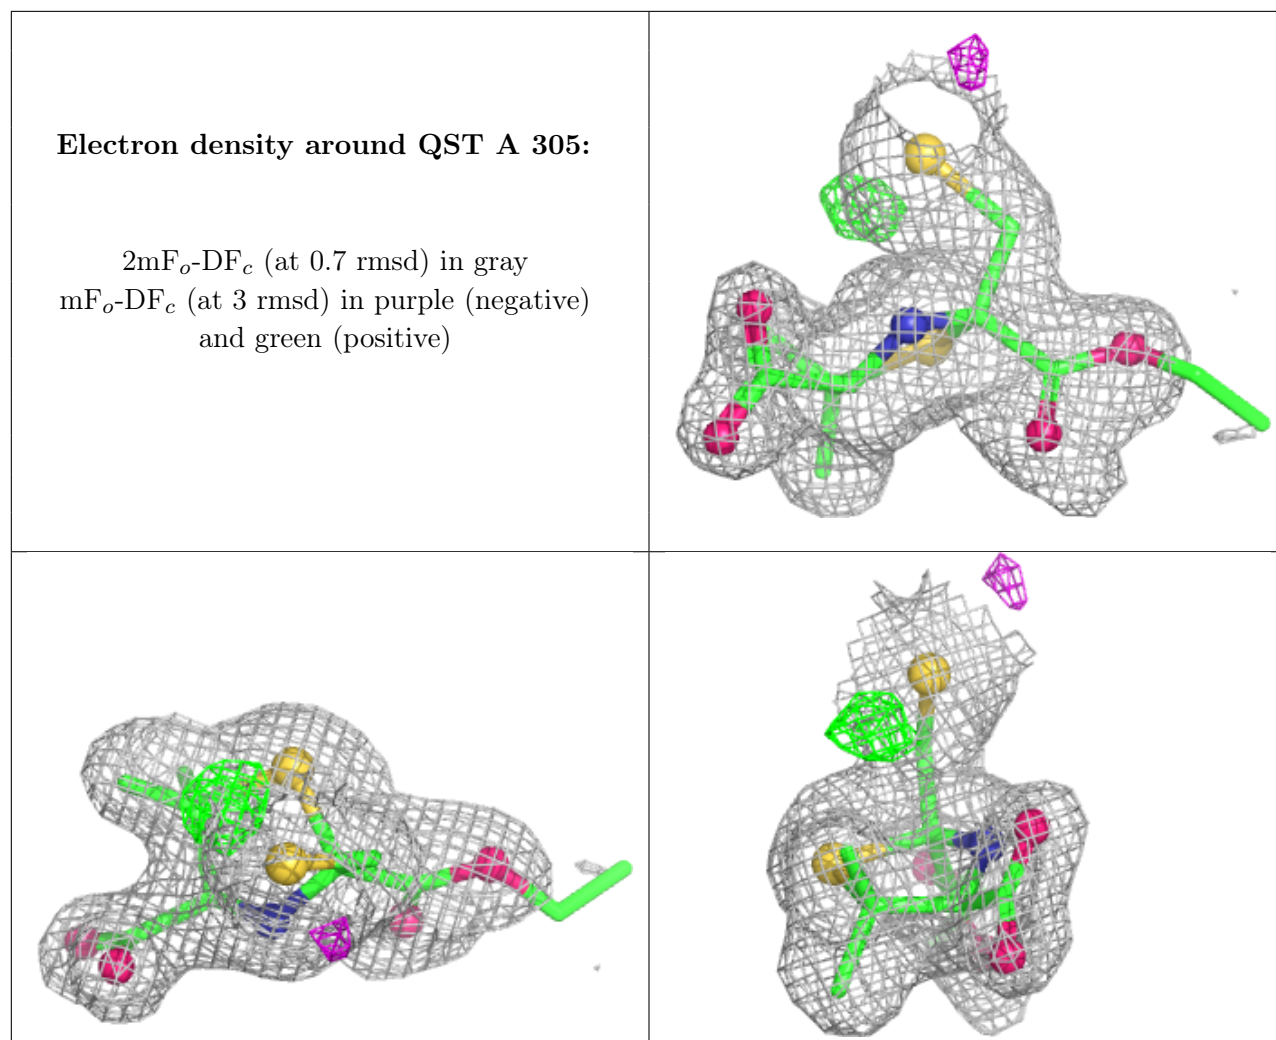 Electron density around QST A 305:
2mFₒ-DF𝒸 (at 0.7 rmsd) in gray
mFₒ-DF𝒸 (at 3 rmsd) in purple (negative)
and green (positive)